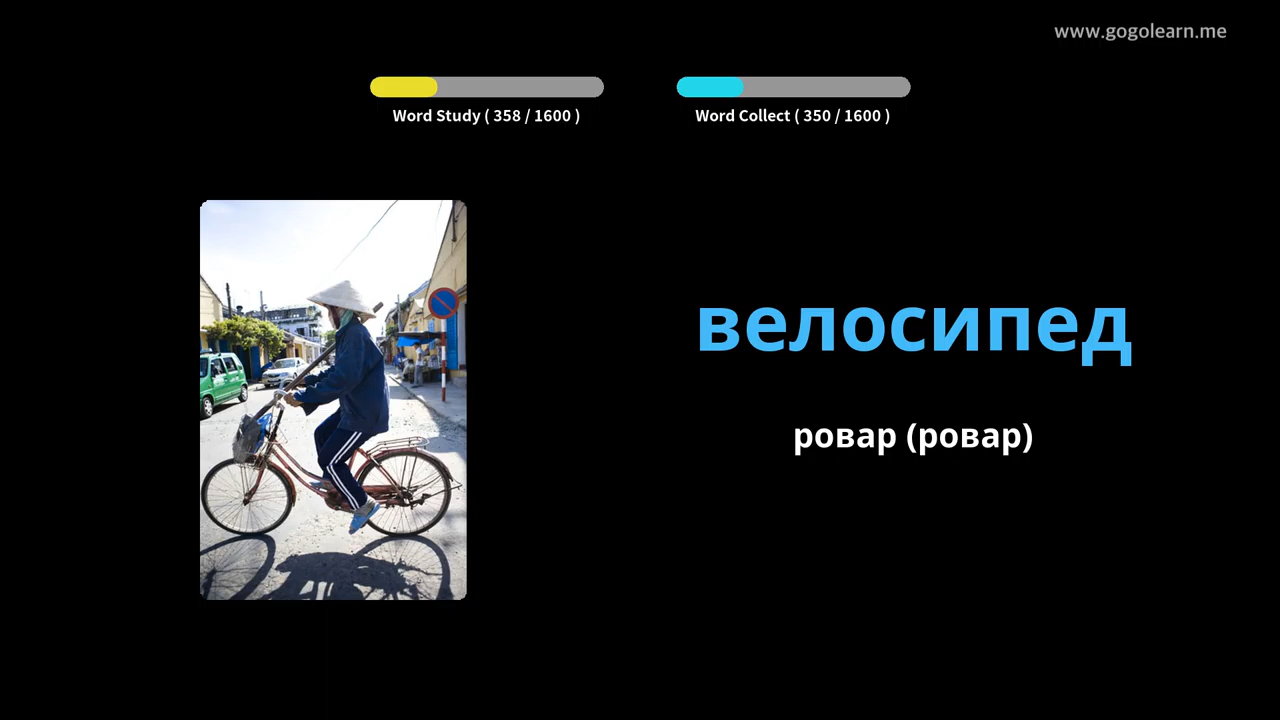 www.gogolearn.me
Word Study ( 358 / 1600 )
Word Collect ( 350 / 1600 )
велосипед
ровар (ровар)